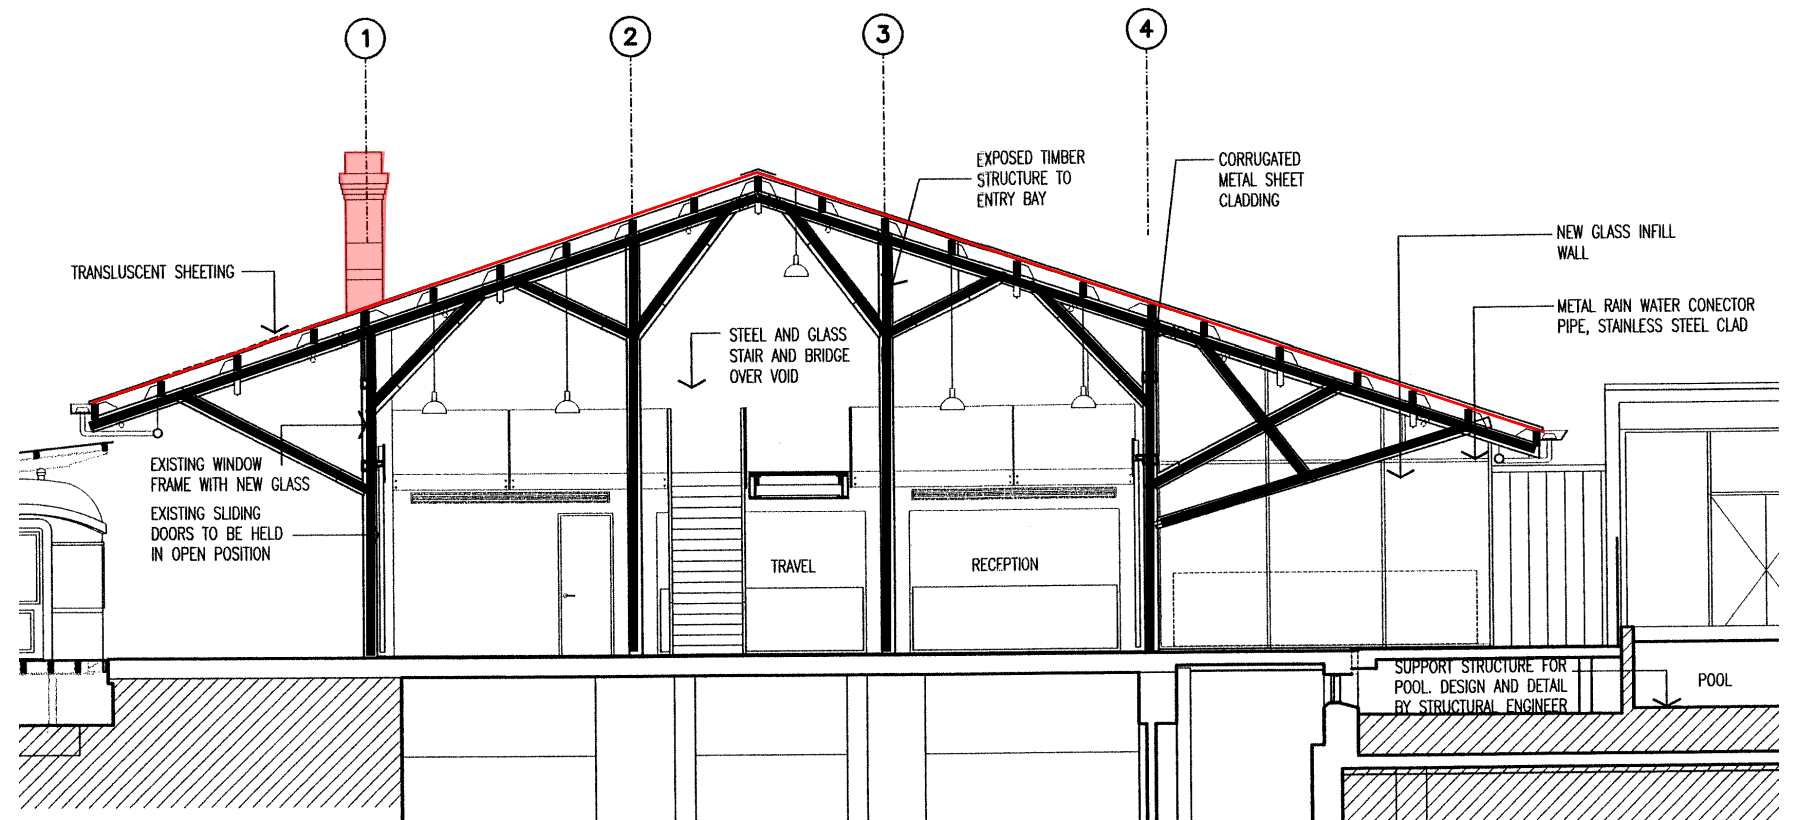 1
2
3
4
EXPOSED TIMBER
STRUCTURE TO
ENTRY BAY
CORRUGATED
METAL SHEET
CLADDING
NEW GLASS INFILL
WALL
TRANSLUSCENT SHEETING
METAL RAIN WATER CONECTOR
PIPE, STAINLESS STEEL CLAD
STEEL AND GLASS
STAIR AND BRIDGE
OVER VOID
EXISTING WINDOW
FRAME WITH NEW GLASS
EXISTING SLIDING
DOORS TO BE HELD
IN OPEN POSITION
TRAVEL
RECEPTION
SUPPORT STRUCTURE FOR
POOL. DESIGN AND DETAIL
BY STRUCTURAL ENGINEER
POOL